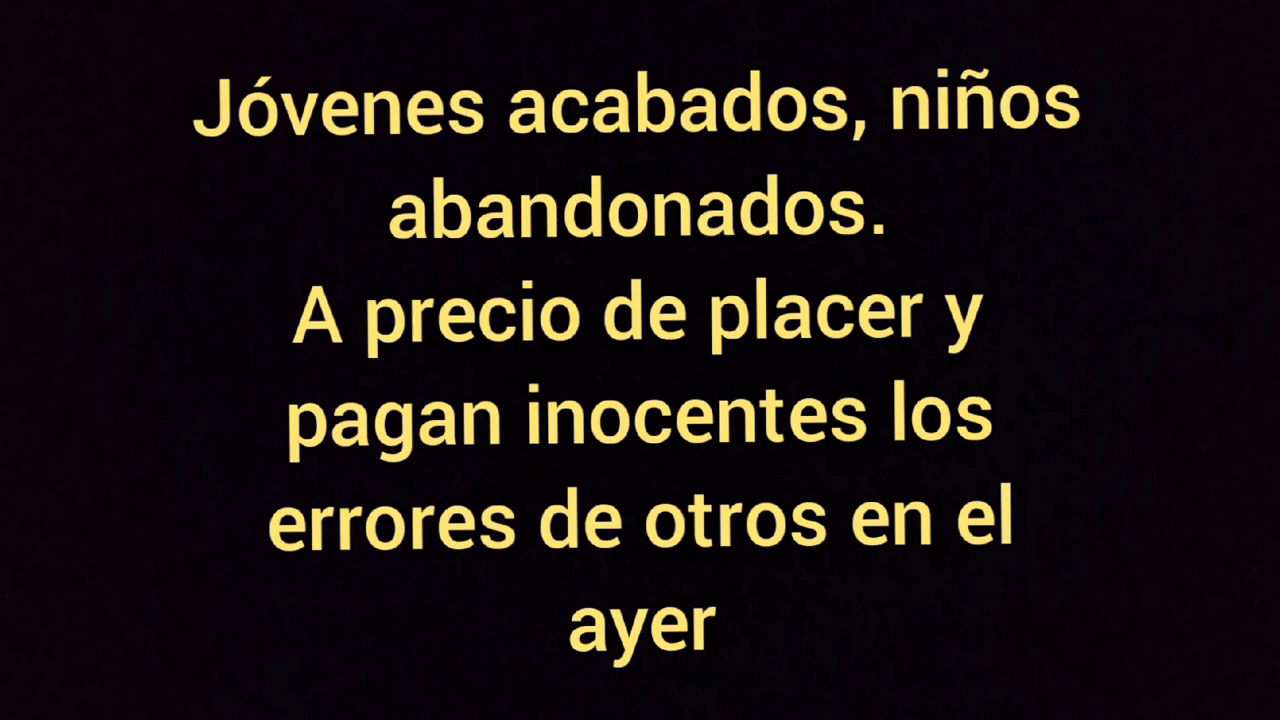 Jóvenes acabados, niños
abandonados.
A precio de placer y
pagan inocentes los
errores de otros en el
ayer